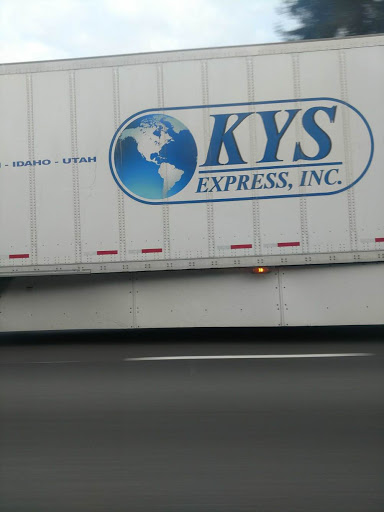 - IDAHO - UTAH
KYS
EXPRESS, INC.